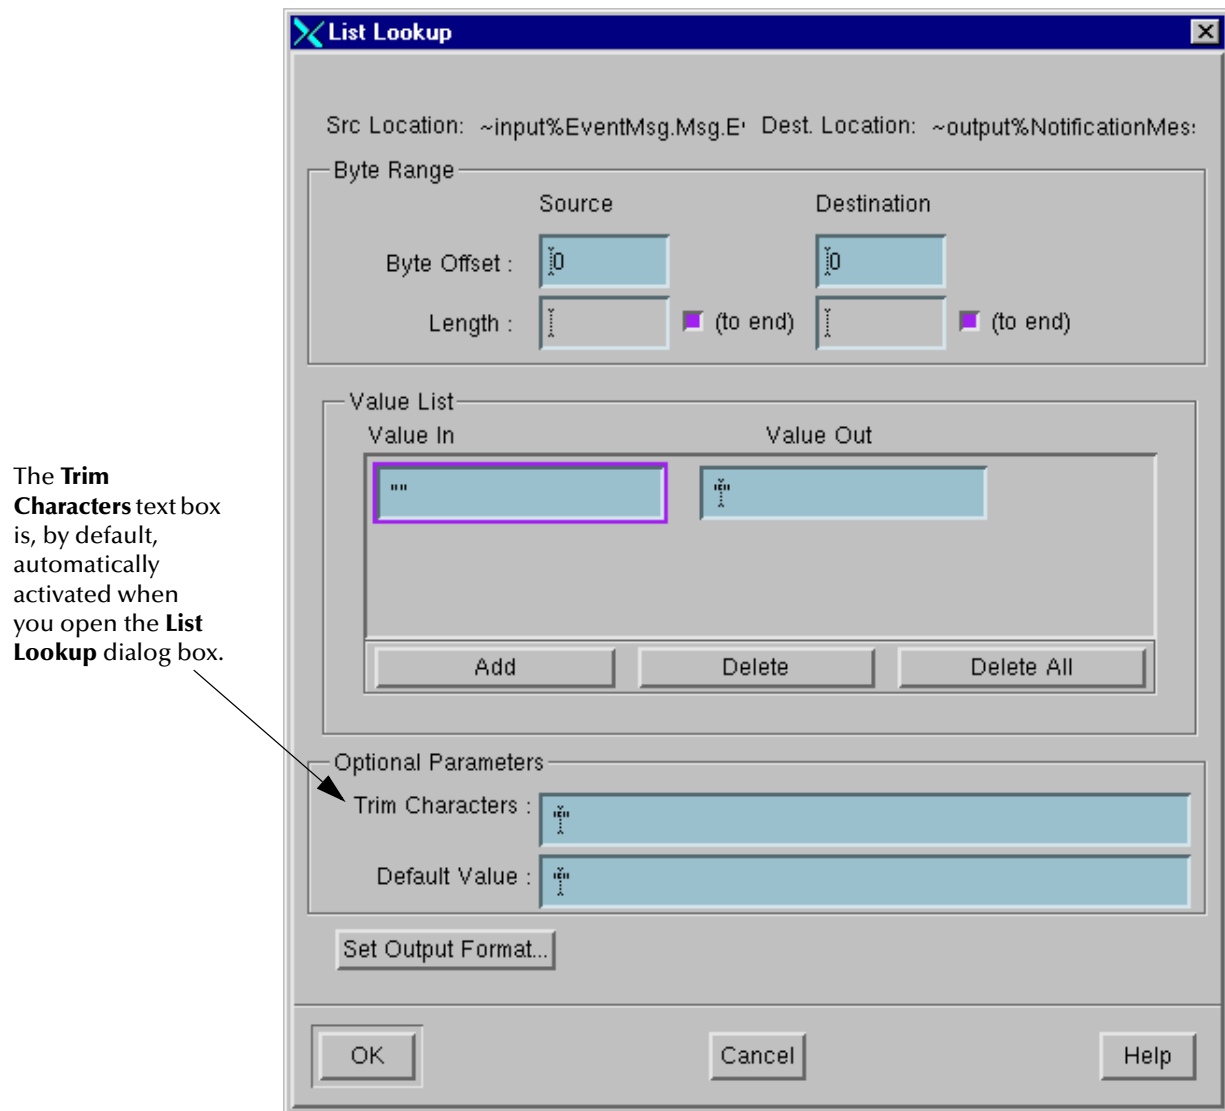 List Lookup
Src Location: ~input%EventMsg.Msg.E' Dest. Location: ~output%NotificationMes:
Byte Range
Source Destination
Byte Offset : 0 0
Length : (to end) (to end)
Value List
Value In Value Out
"" ""
Add Delete Delete All
The Trim
Characters text box
is, by default,
automatically
activated when
you open the List
Lookup dialog box.
Optional Parameters
Trim Characters : ""
Default Value : ""
Set Output Format...
OK Cancel Help